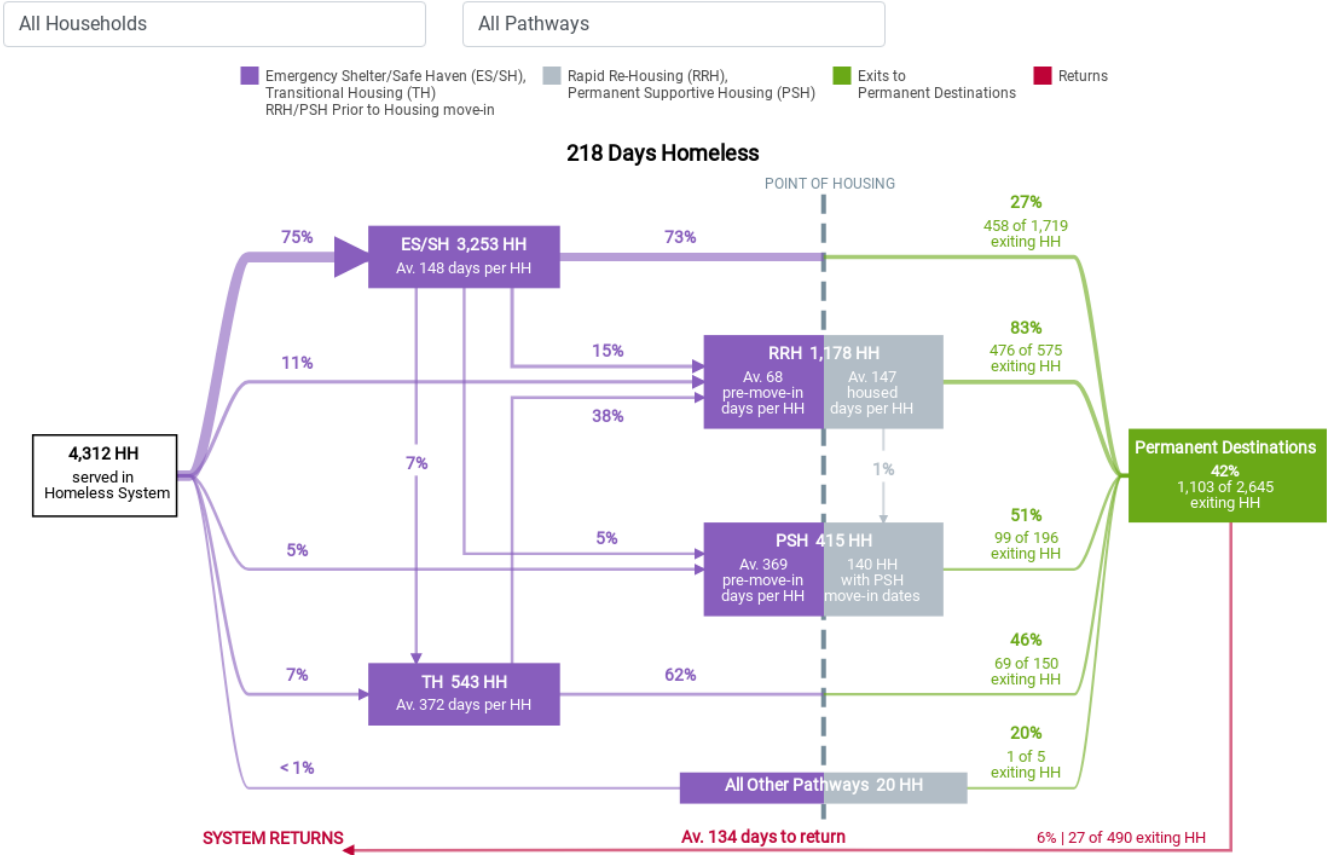 All Households
All Pathways
Emergency Shelter/Safe Haven (ES/SH),
Transitional Housing (TH)
RRH/PSH Prior to Housing move-in
Rapid Re-Housing (RRH),
Permanent Supportive Housing (PSH)
Exits to
Permanent Destinations
Returns
218 Days Homeless
POINT OF HOUSING
75%
ES/SH 3,253 HH
Av. 148 days per HH
73%
27%
458 of 1,719
exiting HH
11%
15%
38%
RRH 1,178 HH
Av. 68
pre-move-in
days per HH
Av. 147
housed
days per HH
83%
476 of 575
exiting HH
4,312 HH
served in
Homeless System
7%
1%
Permanent Destinations
42%
1,103 of 2,645
exiting HH
5%
5%
PSH 415 HH
Av. 369
pre-move-in
days per HH
140 HH
with PSH
move-in dates
51%
99 of 196
exiting HH
7%
TH 543 HH
Av. 372 days per HH
62%
46%
69 of 150
exiting HH
< 1%
All Other Pathways 20 HH
20%
1 of 5
exiting HH
SYSTEM RETURNS
Av. 134 days to return
6% | 27 of 490 exiting HH